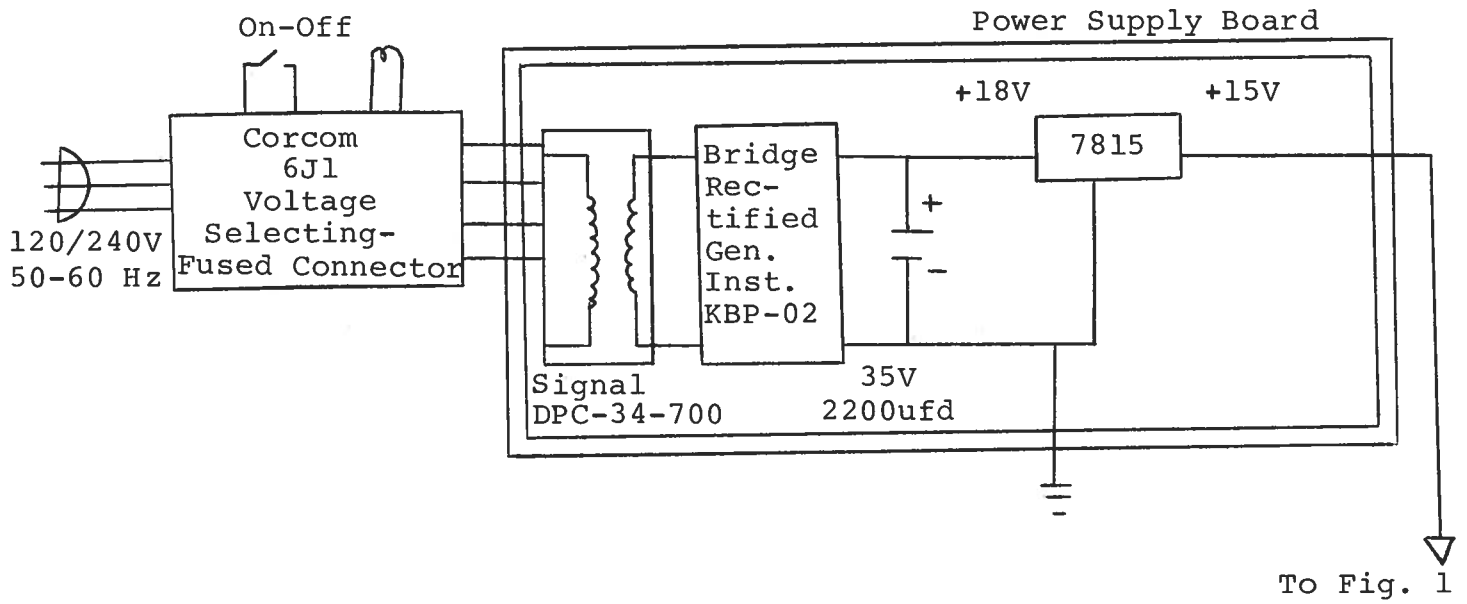 Power Supply Board
On-Off
Corcom
6J1
Voltage
Selecting-
Fused Connector
120/240V
50-60 Hz
Signal
DPC-34-700
Bridge
Rec-
tified
Gen.
Inst.
KBP-02
+18V
+
-
35V
2200ufd
7815
+15V
To Fig. 1